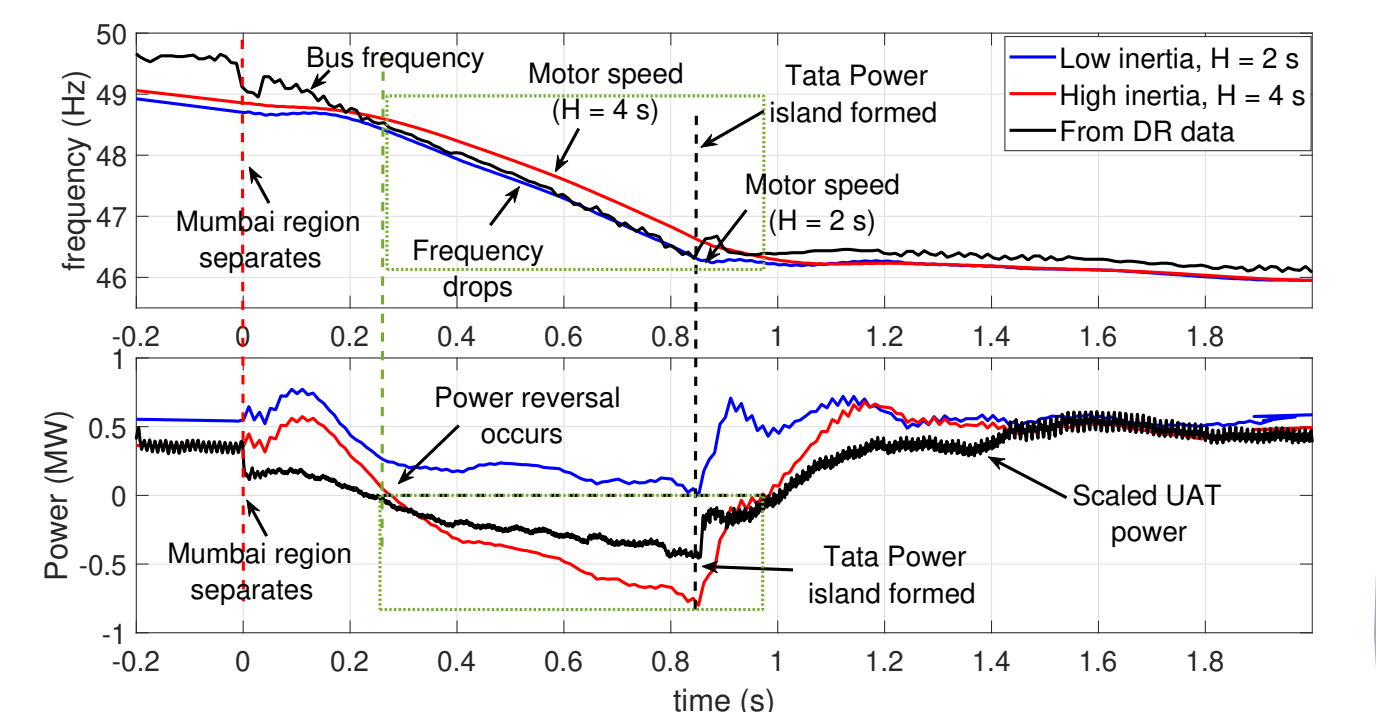 50
49
48
47
46
frequency (Hz)
Bus frequency
Motor speed
(H = 4 s)
Tata Power
island formed
Low inertia, H = 2 s
High inertia, H = 4 s
From DR data
Mumbai region
separates
Frequency
drops
Motor speed
(H = 2 s)
-0.2 0 0.2 0.4 0.6 0.8 1 1.2 1.4 1.6 1.8
1
0.5
0
-0.5
-1
Power (MW)
Power reversal
occurs
Mumbai region
separates
Tata Power
island formed
Scaled UAT
power
-0.2 0 0.2 0.4 0.6 0.8 1 1.2 1.4 1.6 1.8
time (s)